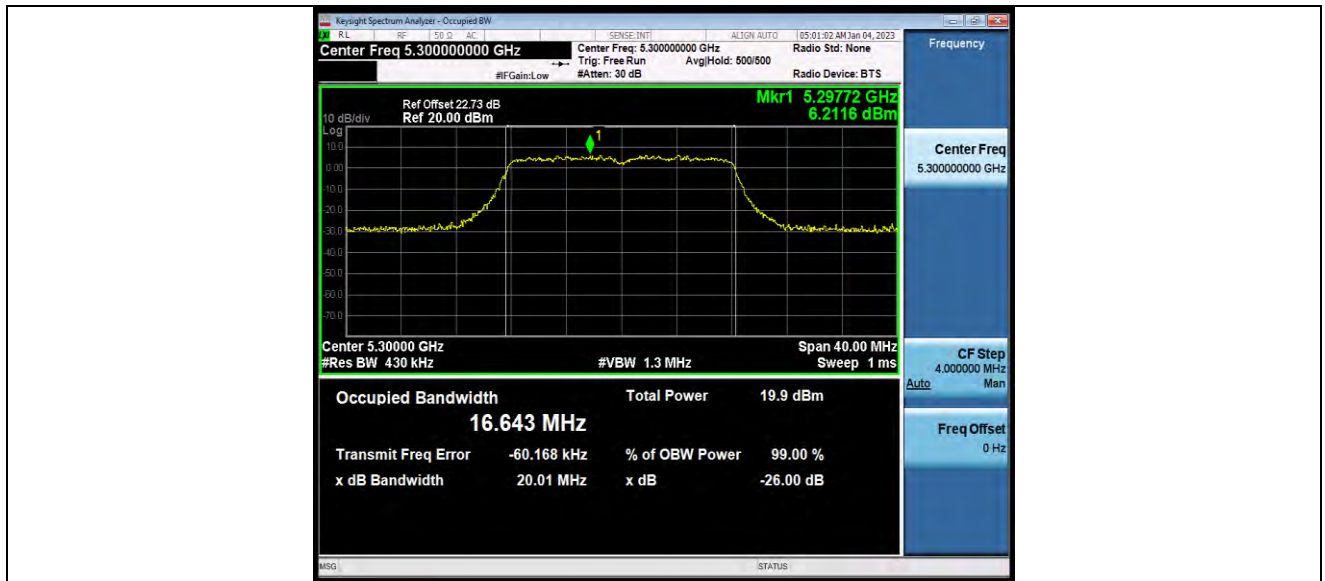 Keysight Spectrum Analyzer - Occupied BW
RL RF 50 Ω AC SENSE:INT ALIGN AUTO 05:01:02 AM Jan 04, 2023
Center Freq 5.300000000 GHz
Center Freq: 5.300000000 GHz Radio Std: None
Trig: Free Run Avg|Hold: 500/500
#IFGain:Low #Atten: 30 dB Radio Device: BTS
Frequency
Mkr1 5.29772 GHz
6.2116 dBm
Ref Offset 22.73 dB
10 dB/div Ref 20.00 dBm
Log
1
10.0
0.00
-10.0
-20.0
-30.0
-40.0
-50.0
-60.0
-70.0
Center Freq
5.300000000 GHz
Center 5.30000 GHz Span 40.00 MHz
#Res BW 430 kHz #VBW 1.3 MHz Sweep 1 ms
CF Step
4.000000 MHz
Auto Man
Occupied Bandwidth Total Power 19.9 dBm
16.643 MHz
Transmit Freq Error -60.168 kHz % of OBW Power 99.00 %
x dB Bandwidth 20.01 MHz x dB -26.00 dB
Freq Offset
0 Hz
MSG STATUS